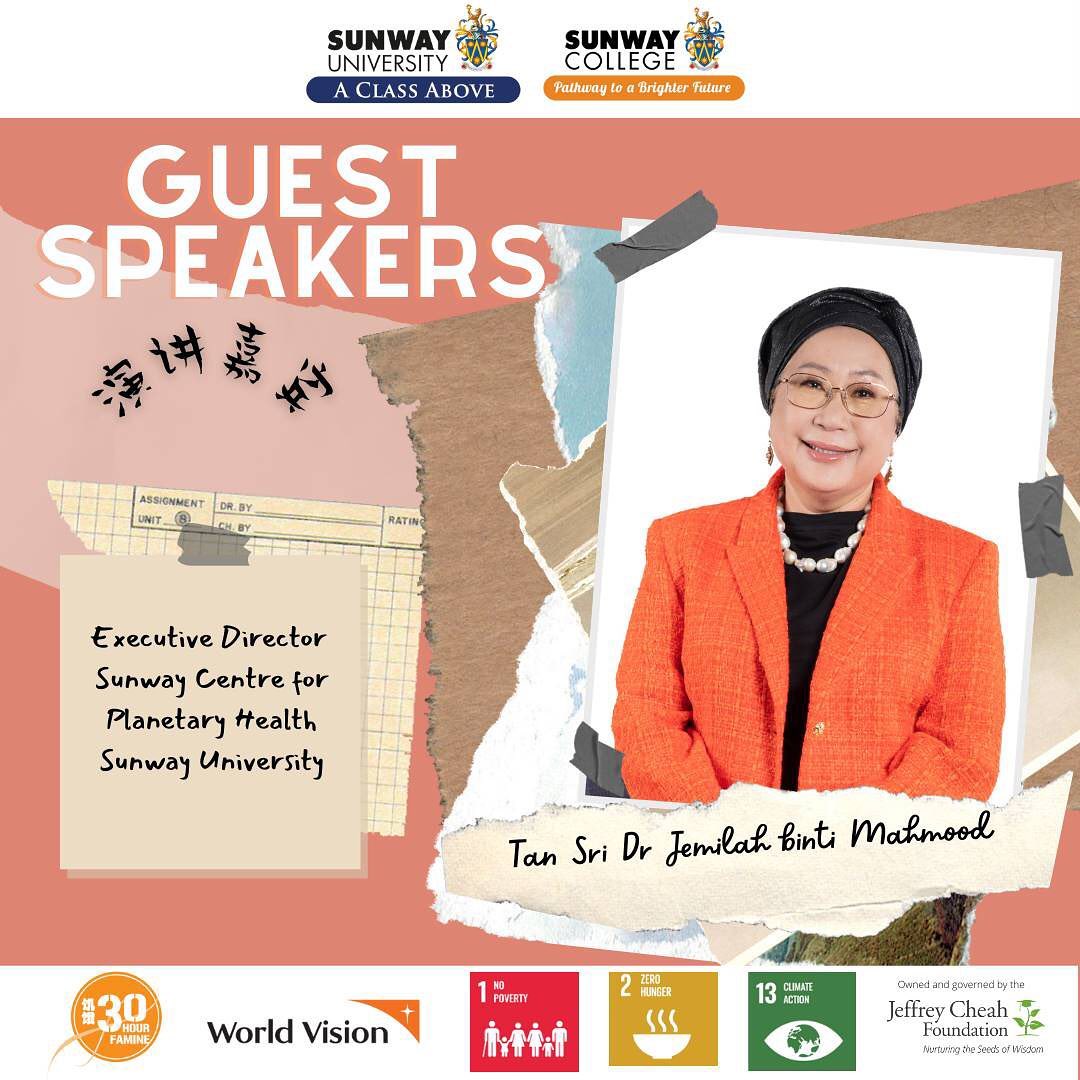 SUNWAY
UNIVERSITY
A CLASS ABOVE
SUNWAY
COLLEGE
Pathway to a Brighter Future
GUEST
SPEAKERS
演讲嘉宾
ASSIGNMENT
UNIT 8
DR. BY
CH. BY
RATIN
Executive Director
Sunway Centre for
Planetary Health
Sunway University
Tan Sri Dr Jemilah binti Mahmood
饥饿 30
HOUR
FAMINE
World Vision
1 NO
POVERTY
2 ZERO
HUNGER
13 CLIMATE
ACTION
Owned and governed by the
Jeffrey Cheah
Foundation
Nurturing the Seeds of Wisdom